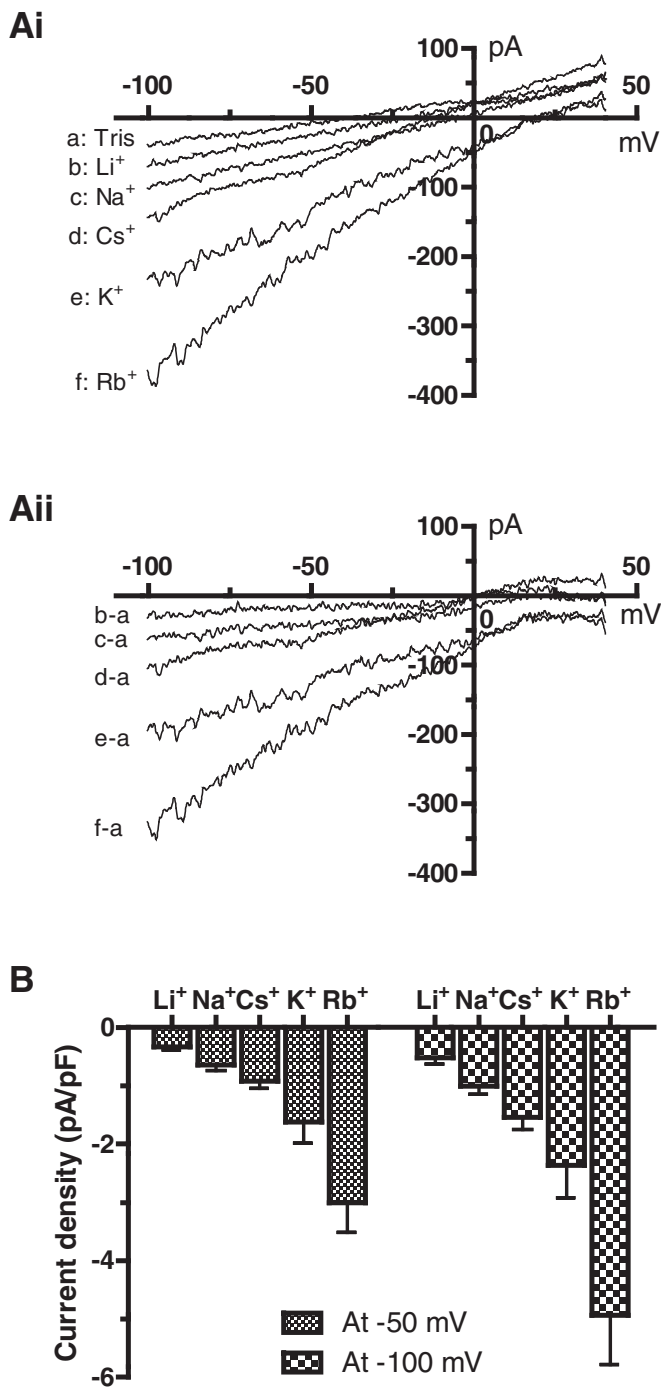 Ai
100 pA
-100 -50 50
0 mV
a: Tris
b: Li⁺
c: Na⁺
d: Cs⁺
e: K⁺
f: Rb⁺
-100
-200
-300
-400
Aii
100 pA
-100 -50 50
0 mV
b-a
c-a
d-a
e-a
f-a
-100
-200
-300
-400
B
Li⁺ Na⁺ Cs⁺ K⁺ Rb⁺ Li⁺ Na⁺ Cs⁺ K⁺ Rb⁺
0
-2
-4
-6
Current density (pA/pF)
At -50 mV
At -100 mV